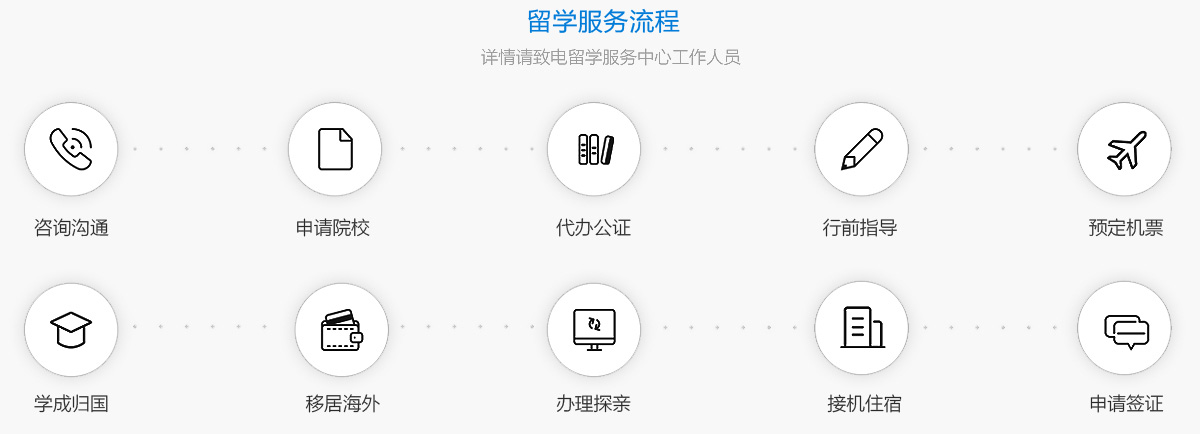 留学服务流程
详情请致电留学服务中心工作人员
咨询沟通
申请院校
代办公证
行前指导
预定机票
学成归国
移居海外
办理探亲
接机住宿
申请签证